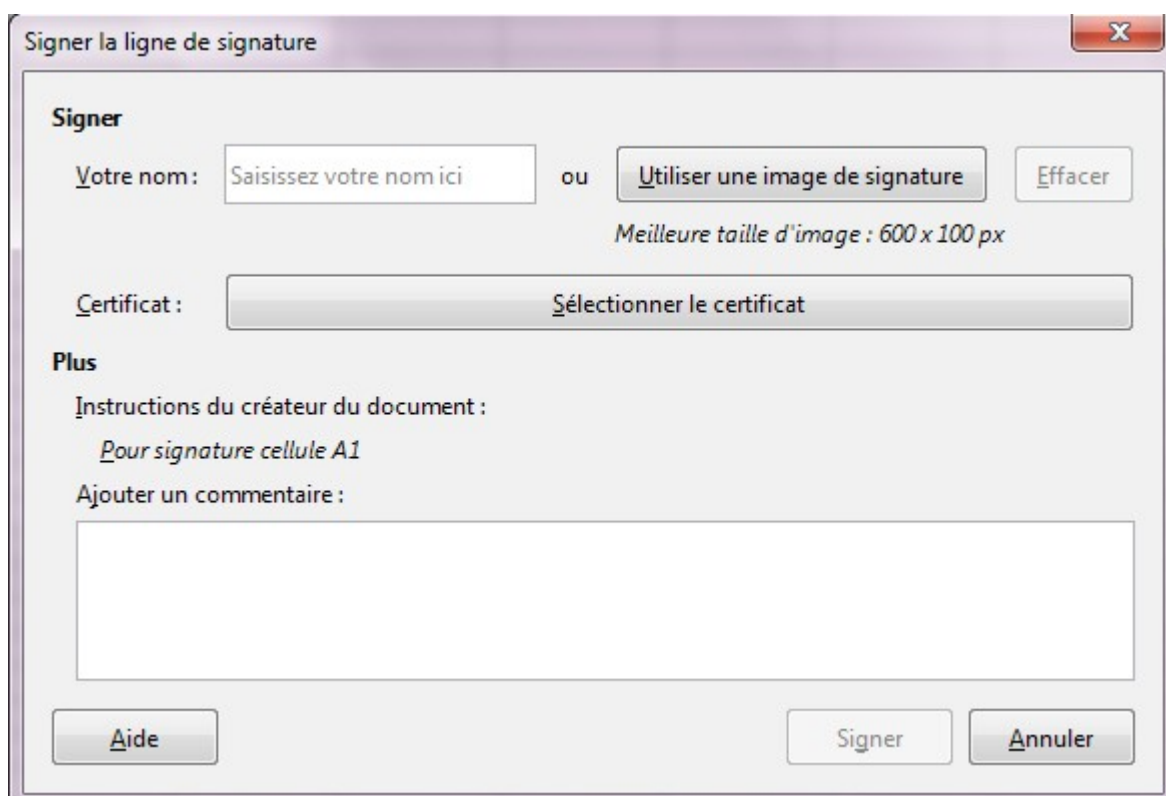 Signer la ligne de signature
Signer
Votre nom : Saisissez votre nom ici ou Utiliser une image de signature Effacer
Meilleure taille d'image : 600 x 100 px
Certificat : Sélectionner le certificat
Plus
Instructions du créateur du document :
Pour signature cellule A1
Ajouter un commentaire :
Aide Signer Annuler